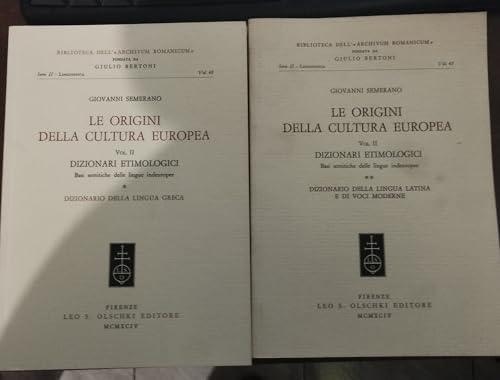 BIBLIOTECA DELL'«ARCHIVUM ROMANICUM»
FONDATA DA
GIULIO BERTONI
Serie II - Linguistica Vol. 45
GIOVANNI SEMERANO
LE ORIGINI
DELLA CULTURA EUROPEA
Vol. II
DIZIONARI ETIMOLOGICI
Basi semitiche delle lingue indeuropee
*
DIZIONARIO DELLA LINGUA GRECA
FIRENZE
LEO S. OLSCHKI EDITORE
MCMXCIV
BIBLIOTECA DELL'«ARCHIVUM ROMANICUM»
FONDATA DA
GIULIO BERTONI
Serie II - Linguistica Vol. 45
GIOVANNI SEMERANO
LE ORIGINI
DELLA CULTURA EUROPEA
Vol. II
DIZIONARI ETIMOLOGICI
Basi semitiche delle lingue indeuropee
**
DIZIONARIO DELLA LINGUA LATINA
E DI VOCI MODERNE
FIRENZE
LEO S. OLSCHKI EDITORE
MCMXCIV